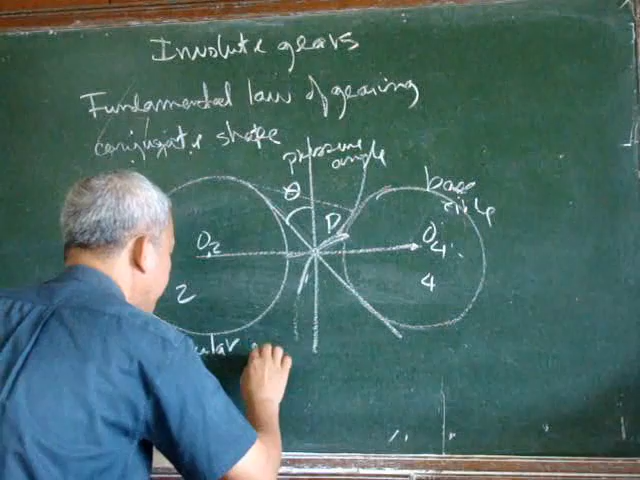 Involute gears
Fundamental law of gearing
conjugate shape
pressure
angle
θ
base
circle
P
O2
O4
2
4
ular